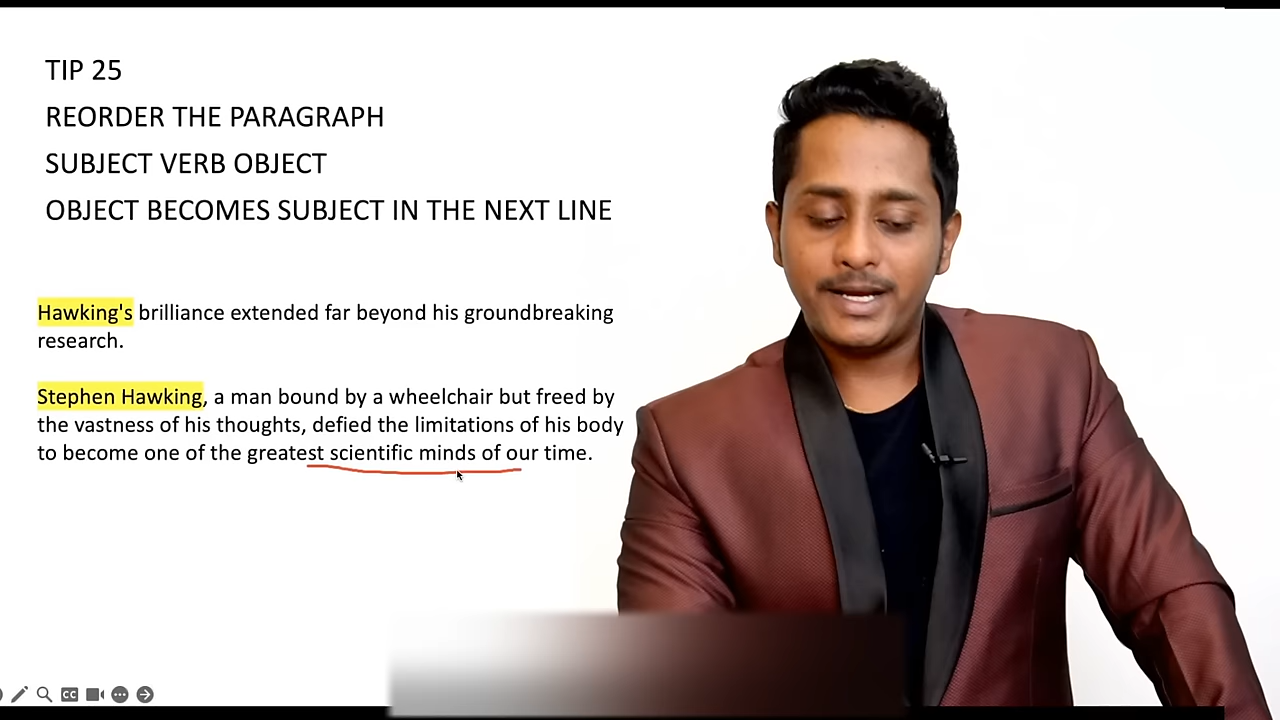 TIP 25
REORDER THE PARAGRAPH
SUBJECT VERB OBJECT
OBJECT BECOMES SUBJECT IN THE NEXT LINE
Hawking's brilliance extended far beyond his groundbreaking
research.
Stephen Hawking, a man bound by a wheelchair but freed by
the vastness of his thoughts, defied the limitations of his body
to become one of the greatest scientific minds of our time.
CC